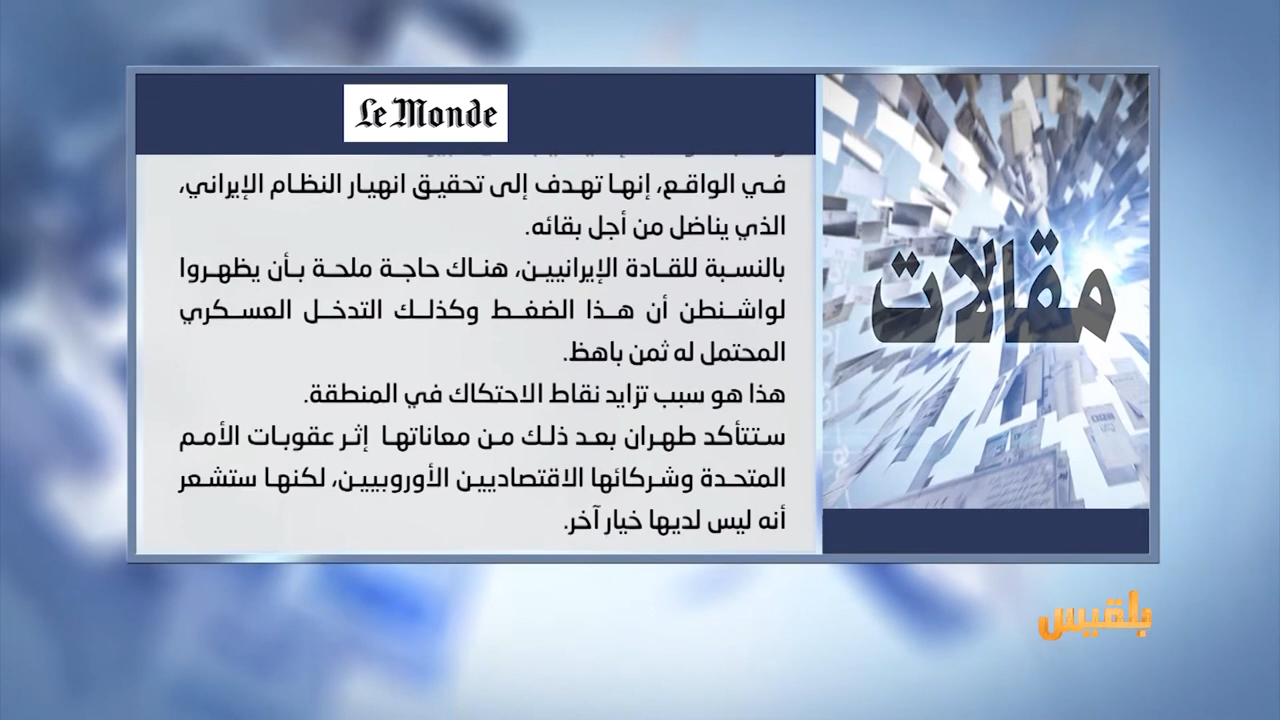 Le Monde
في الواقع، إنها تهدف إلى تحقيق انهيار النظام الإيراني،
الذي يناضل من أجل بقائه.
بالنسبة للقادة الإيرانيين، هناك حاجة ملحة بأن يظهروا
لواشنطن أن هذا الضغط وكذلك التدخل العسكري
المحتمل له ثمن باهظ.
هذا هو سبب تزايد نقاط الاحتكاك في المنطقة.
ستتأكد طهران بعد ذلك من معاناتها إثر عقوبات الأمم
المتحدة وشركائها الاقتصاديين الأوروبيين، لكنها ستشعر
أنه ليس لديها خيار آخر.
مقالات
بلقيس